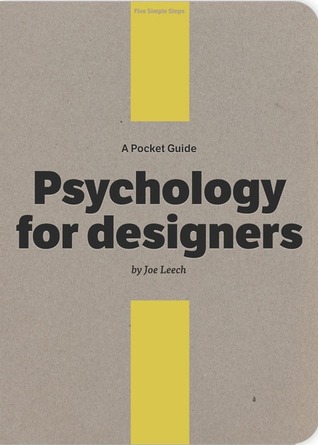 Five Simple Steps
A Pocket Guide
Psychology
for designers
by Joe Leech